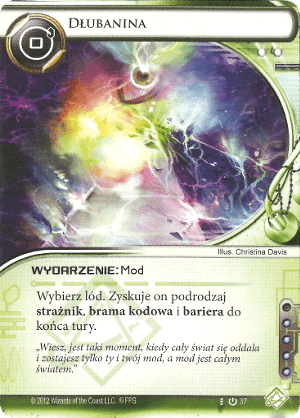 0
DŁUBANINA
Illus. Christina Davis
WYDARZENIE: Mod
Wybierz lód. Zyskuje on podrodzaj
strażnik, brama kodowa i bariera do
końca tury.
„Wiesz, jest taki moment, kiedy cały świat się oddala
i zostajesz tylko ty i twój mod, a mod jest całym
światem.”
© 2012 Wizards of the Coast LLC. © FFG
37